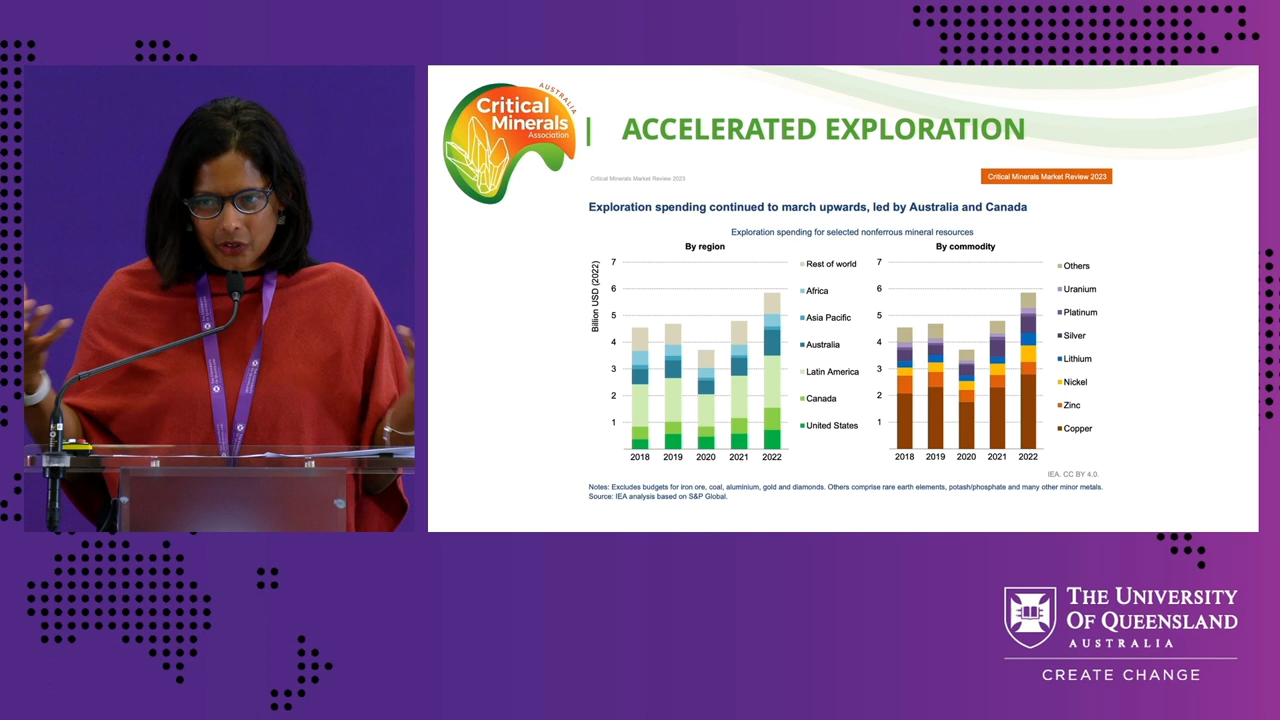 AUSTRALIA
Critical
Minerals
Association
ACCELERATED EXPLORATION
Critical Minerals Market Review 2023
Critical Minerals Market Review 2023
Exploration spending continued to march upwards, led by Australia and Canada
Exploration spending for selected nonferrous mineral resources
By region
Billion USD (2022)
7
6
5
4
3
2
1
2018 2019 2020 2021 2022
Rest of world
Africa
Asia Pacific
Australia
Latin America
Canada
United States
By commodity
7
6
5
4
3
2
1
2018 2019 2020 2021 2022
Others
Uranium
Platinum
Silver
Lithium
Nickel
Zinc
Copper
IEA. CC BY 4.0.
Notes: Excludes budgets for iron ore, coal, aluminium, gold and diamonds. Others comprise rare earth elements, potash/phosphate and many other minor metals.
Source: IEA analysis based on S&P Global.
THE UNIVERSITY
OF QUEENSLAND
AUSTRALIA
CREATE CHANGE